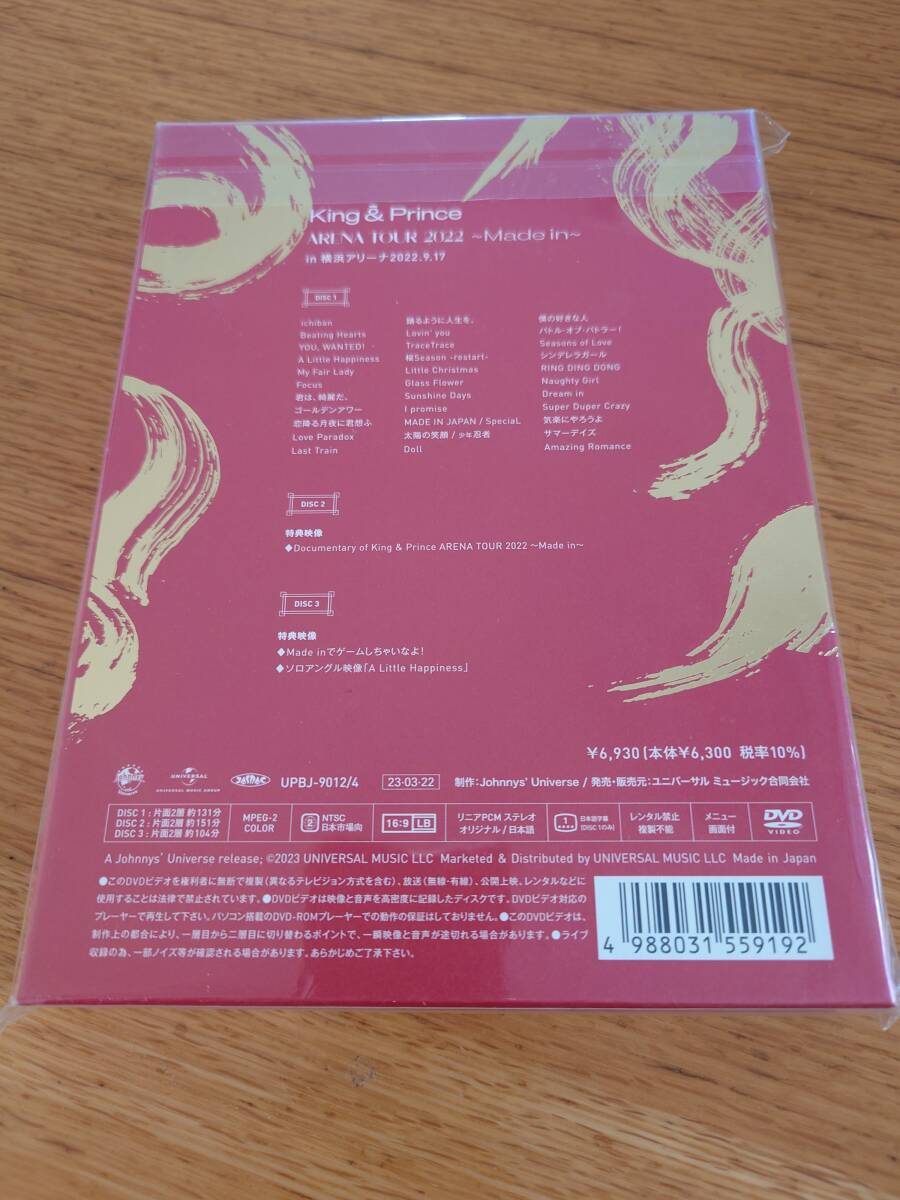 King & Prince
ARENA TOUR 2022 ~Made in~
in 横浜アリーナ2022.9.17
DISC 1
ichiban
Beating Hearts
YOU, WANTED!
A Little Happiness
My Fair Lady
Focus
君は、綺麗だ。
ゴールデンアワー
恋降る月夜に君想ふ
Love Paradox
Last Train
踊るように人生を。
Lovin' you
TraceTrace
Season -restart-
Little Christmas
Glass Flower
Sunshine Days
I promise
MADE IN JAPAN / SpeciaL
太陽の笑顔 / 少年忍者
Doll
僕の好きな人
バトル・オブ・バトラー!
Seasons of Love
シンデレラガール
RING DING DONG
Naughty Girl
Dream in
Super Duper Crazy
気楽にやろうよ
サマーデイズ
Amazing Romance
DISC 2
特典映像
◆Documentary of King & Prince ARENA TOUR 2022 ~Made in~
DISC 3
特典映像
◆Made inでゲームしちゃいなよ!
◆ソロアングル映像「A Little Happiness」
¥6,930(本体¥6,300 税率10%)
UNIVERSAL
UNIVERSAL MUSIC GROUP
JASRAC
UPBJ-9012/4
23-03-22
制作:Johnnys' Universe / 発売・販売元:ユニバーサル ミュージック合同会社
DISC 1:片面2層 約131分
DISC 2:片面2層 約151分
DISC 3:片面2層 約104分
MPEG-2
COLOR
2
NTSC
日本市場向
16:9 LB
リニアPCM ステレオ
オリジナル/日本語
1
日本語字幕
(DISC 1のみ)
レンタル禁止
複製不能
メニュー
画面付
DVD
VIDEO
A Johnnys' Universe release; ©2023 UNIVERSAL MUSIC LLC Marketed & Distributed by UNIVERSAL MUSIC LLC Made in Japan
●このDVDビデオを権利者に無断で複製(異なるテレビジョン方式を含む)、放送(無線・有線)、公開上映、レンタルなどに
使用することは法律で禁止されています。●DVDビデオは映像と音声を高密度に記録したディスクです。DVDビデオ対応の
プレーヤーで再生して下さい。パソコン搭載のDVD-ROMプレーヤーでの動作の保証はしておりません。●このDVDビデオは、
制作上の都合により、一層目から二層目に切り替わるポイントで、一瞬映像と音声が途切れる場合があります。●ライブ
収録の為、一部ノイズ等が確認される場合があります。あらかじめご了承下さい。
4 988031 559192